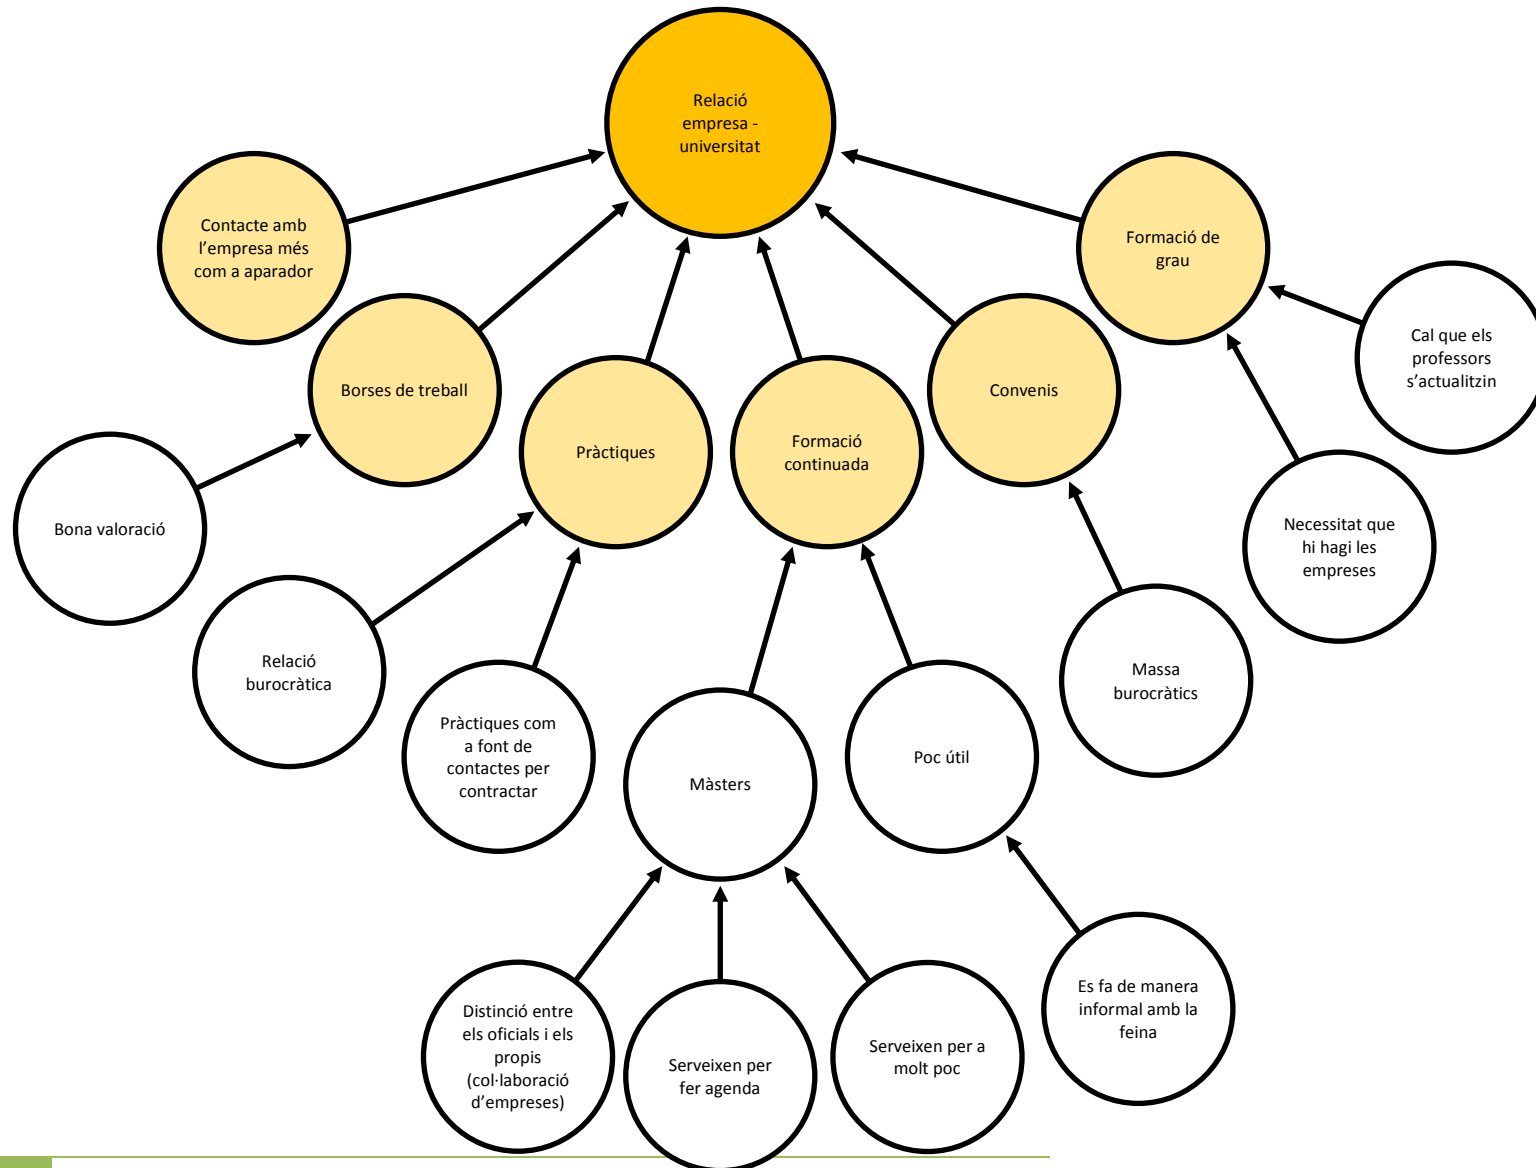 Relació
empresa -
universitat
Contacte amb
l’empresa més
com a aparador
Formació de
grau
Borses de treball
Convenis
Cal que els
professors
s’actualitzin
Pràctiques
Formació
continuada
Bona valoració
Necessitat que
hi hagi les
empreses
Relació
burocràtica
Massa
burocràtics
Pràctiques com
a font de
contactes per
contractar
Màsters
Poc útil
Distinció entre
els oficials i els
propis
(col·laboració
d’empreses)
Serveixen per
fer agenda
Serveixen per a
molt poc
Es fa de manera
informal amb la
feina